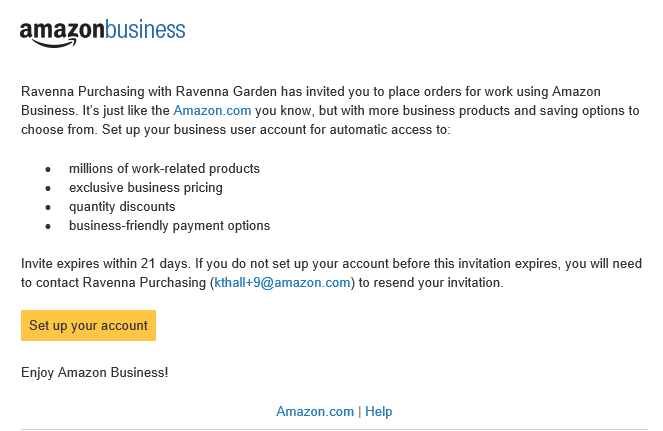 amazonbusiness
Ravenna Purchasing with Ravenna Garden has invited you to place orders for work using Amazon
Business. It's just like the Amazon.com you know, but with more business products and saving options to
choose from. Set up your business user account for automatic access to:
• millions of work-related products
• exclusive business pricing
• quantity discounts
• business-friendly payment options
Invite expires within 21 days. If you do not set up your account before this invitation expires, you will need
to contact Ravenna Purchasing (kthall+9@amazon.com) to resend your invitation.
Set up your account
Enjoy Amazon Business!
Amazon.com | Help